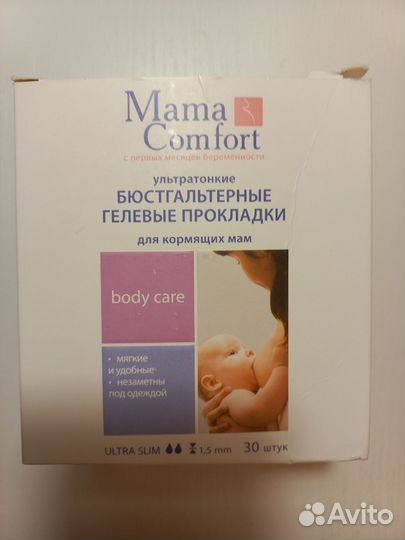 Mama
Comfort
с первых месяцев беременности
ультратонкие
БЮСТГАЛЬТЕРНЫЕ
ГЕЛЕВЫЕ ПРОКЛАДКИ
для кормящих мам
body care
• мягкие
и удобные
• незаметны
под одеждой
ULTRA SLIM 1,5 mm 30 штук
Avito